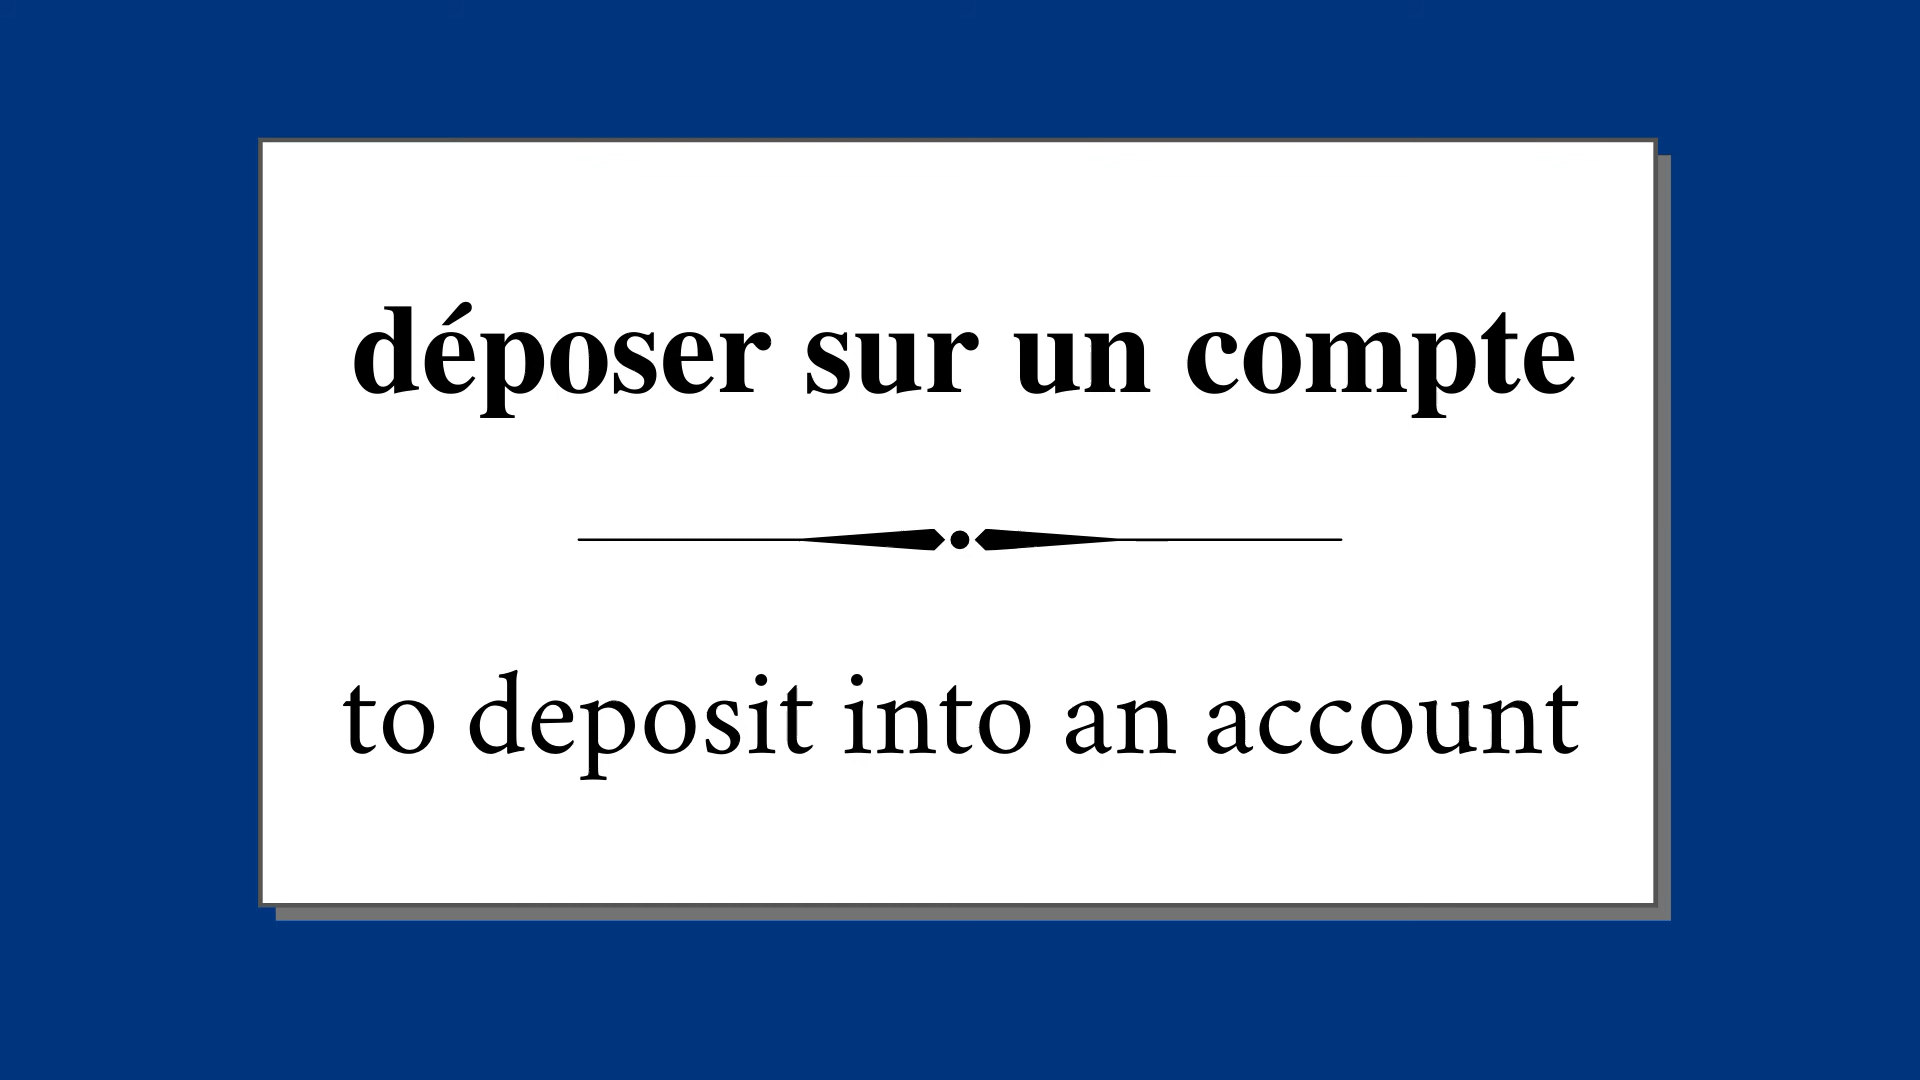 déposer sur un compte
to deposit into an account